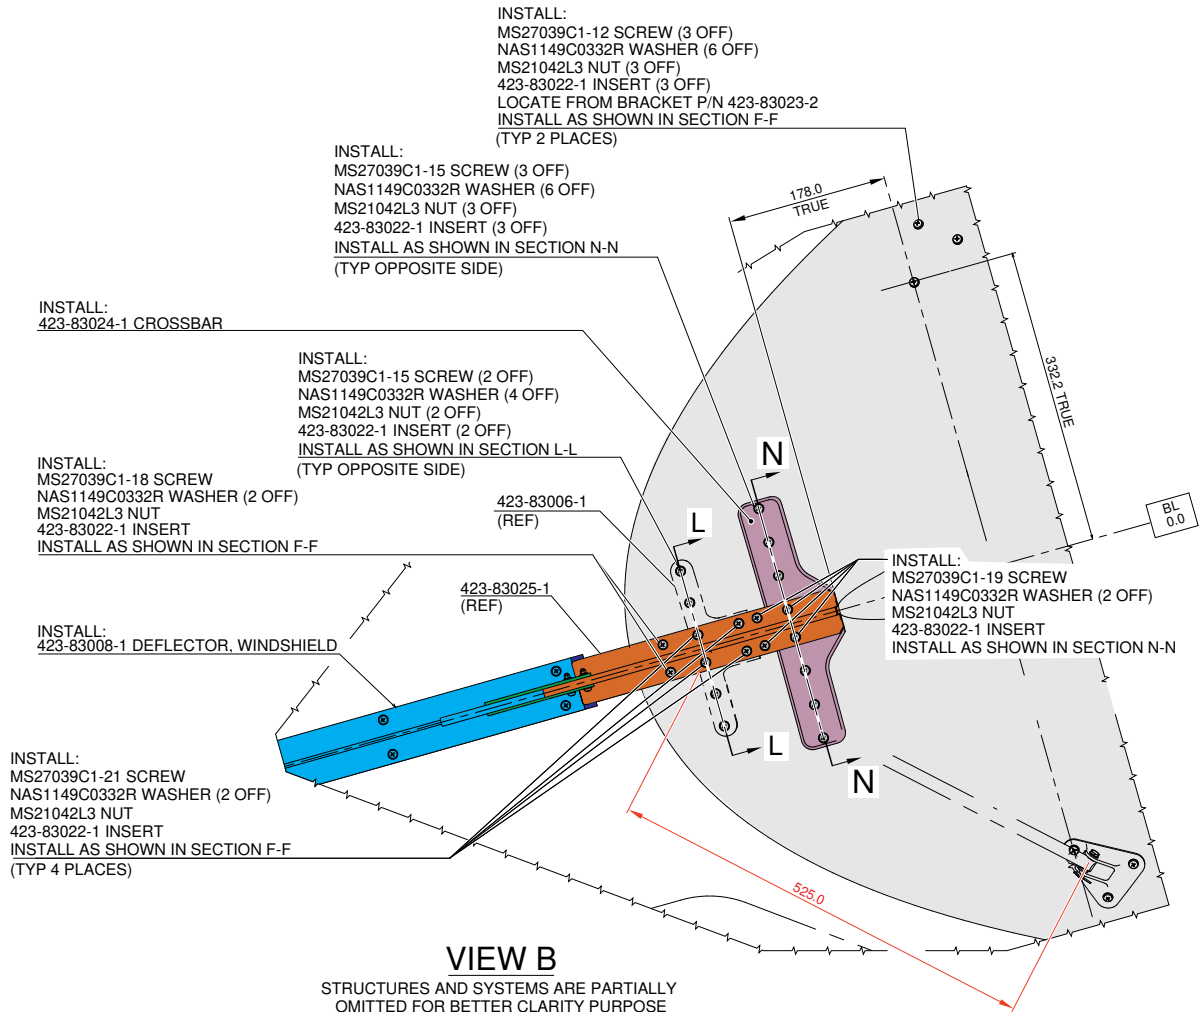 INSTALL:
MS27039C1-12 SCREW (3 OFF)
NAS1149C0332R WASHER (6 OFF)
MS21042L3 NUT (3 OFF)
423-83022-1 INSERT (3 OFF)
LOCATE FROM BRACKET P/N 423-83023-2
INSTALL AS SHOWN IN SECTION F-F
(TYP 2 PLACES)
INSTALL:
MS27039C1-15 SCREW (3 OFF)
NAS1149C0332R WASHER (6 OFF)
MS21042L3 NUT (3 OFF)
423-83022-1 INSERT (3 OFF)
INSTALL AS SHOWN IN SECTION N-N
(TYP OPPOSITE SIDE)
178.0
TRUE
INSTALL:
423-83024-1 CROSSBAR
332.2 TRUE
INSTALL:
MS27039C1-15 SCREW (2 OFF)
NAS1149C0332R WASHER (4 OFF)
MS21042L3 NUT (2 OFF)
423-83022-1 INSERT (2 OFF)
INSTALL AS SHOWN IN SECTION L-L
(TYP OPPOSITE SIDE)
INSTALL:
MS27039C1-18 SCREW
NAS1149C0332R WASHER (2 OFF)
MS21042L3 NUT
423-83022-1 INSERT
INSTALL AS SHOWN IN SECTION F-F
423-83006-1
(REF)
N
L
BL
0.0
INSTALL:
MS27039C1-19 SCREW
NAS1149C0332R WASHER (2 OFF)
MS21042L3 NUT
423-83022-1 INSERT
INSTALL AS SHOWN IN SECTION N-N
423-83025-1
(REF)
INSTALL:
423-83008-1 DEFLECTOR, WINDSHIELD
L
N
INSTALL:
MS27039C1-21 SCREW
NAS1149C0332R WASHER (2 OFF)
MS21042L3 NUT
423-83022-1 INSERT
INSTALL AS SHOWN IN SECTION F-F
(TYP 4 PLACES)
525.0
VIEW B
STRUCTURES AND SYSTEMS ARE PARTIALLY
OMITTED FOR BETTER CLARITY PURPOSE